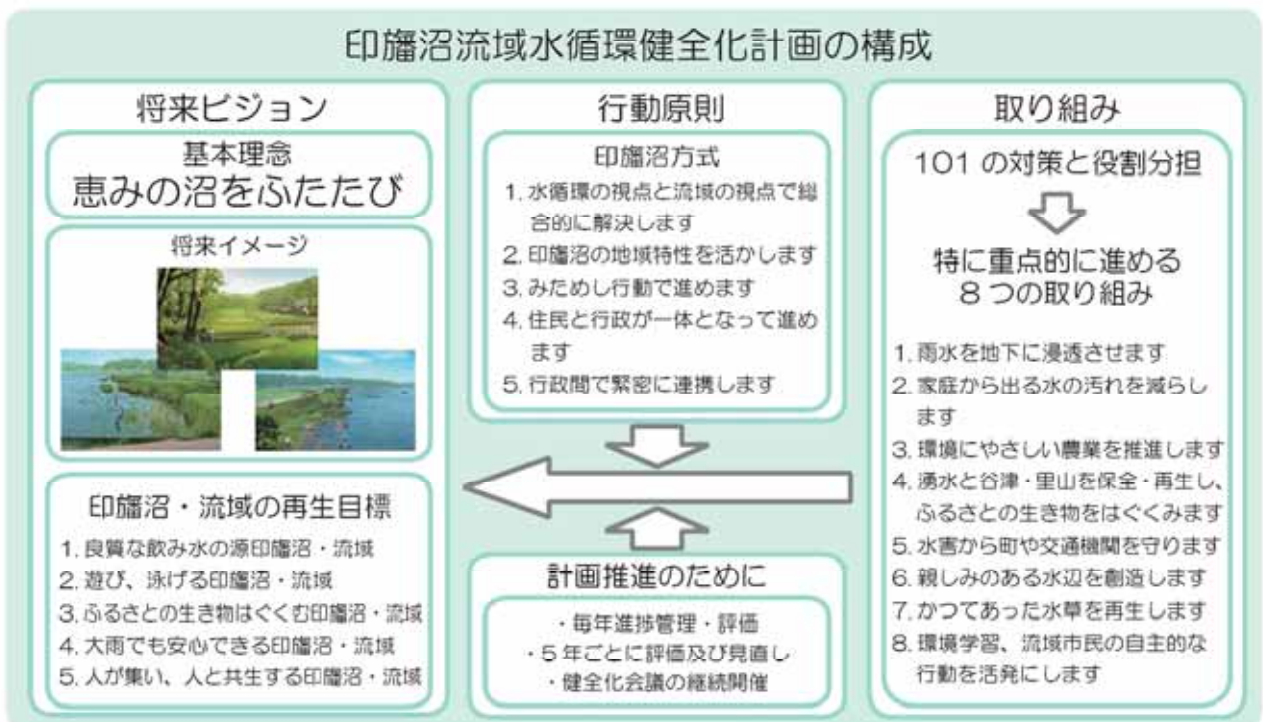 印旛沼流域水循環健全化計画の構成
将来ビジョン
基本理念
恵みの沼をふたたび
将来イメージ
印旛沼・流域の再生目標
1. 良質な飲み水の源印旛沼・流域
2. 遊び、泳げる印旛沼・流域
3. ふるさとの生き物はぐくむ印旛沼・流域
4. 大雨でも安心できる印旛沼・流域
5. 人が集い、人と共生する印旛沼・流域
行動原則
印旛沼方式
1. 水循環の視点と流域の視点で総
合的に解決します
2. 印旛沼の地域特性を活かします
3. みためし行動で進めます
4. 住民と行政が一体となって進め
ます
5. 行政間で緊密に連携します
計画推進のために
・毎年進捗管理・評価
・5年ごとに評価及び見直し
・健全化会議の継続開催
取り組み
101の対策と役割分担
特に重点的に進める
8つの取り組み
1. 雨水を地下に浸透させます
2. 家庭から出る水の汚れを減らし
ます
3. 環境にやさしい農業を推進します
4. 湧水と谷津・里山を保全・再生し、
ふるさとの生き物をはぐくみます
5. 水害から町や交通機関を守ります
6. 親しみのある水辺を創造します
7. かつてあった水草を再生します
8. 環境学習、流域市民の自主的な
行動を活発にします